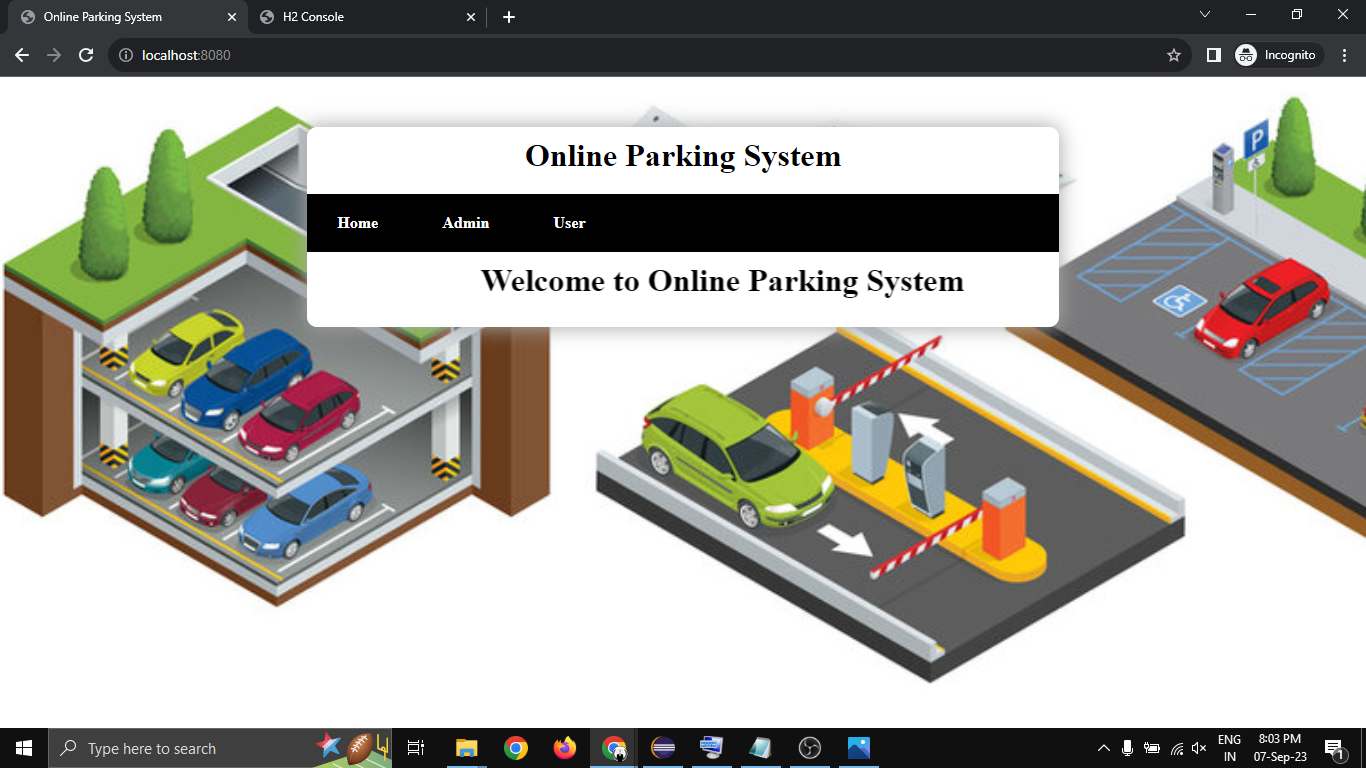 Online Parking System
H2 Console
localhost:8080
Incognito
Online Parking System
Home Admin User
Welcome to Online Parking System
P
Type here to search
ENG
IN
8:03 PM
07-Sep-23
1